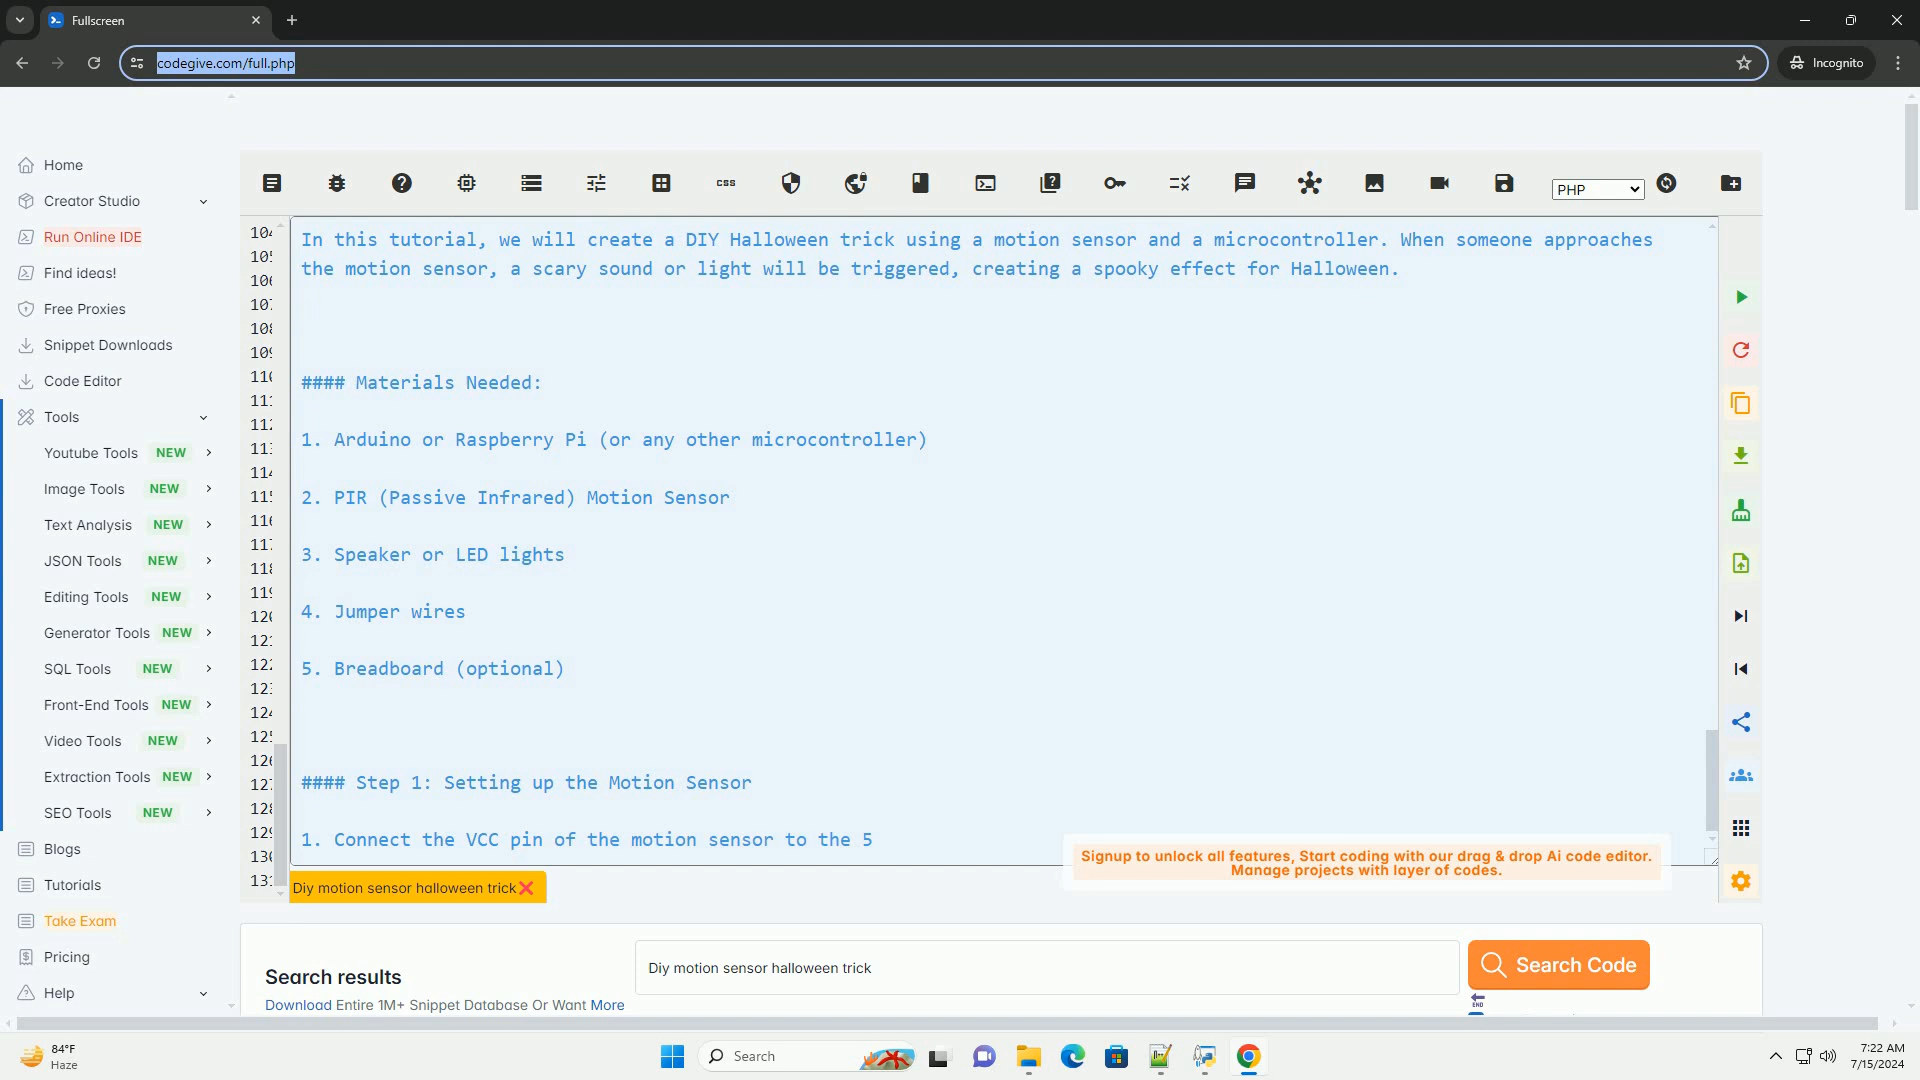 Fullscreen
codegive.com/full.php
Incognito
Home
Creator Studio
Run Online IDE
Find ideas!
Free Proxies
Snippet Downloads
Code Editor
Tools
Youtube Tools NEW
Image Tools NEW
Text Analysis NEW
JSON Tools NEW
Editing Tools NEW
Generator Tools NEW
SQL Tools NEW
Front-End Tools NEW
Video Tools NEW
Extraction Tools NEW
SEO Tools NEW
Blogs
Tutorials
Take Exam
Pricing
Help
css
PHP
In this tutorial, we will create a DIY Halloween trick using a motion sensor and a microcontroller. When someone approaches
the motion sensor, a scary sound or light will be triggered, creating a spooky effect for Halloween.
#### Materials Needed:
1. Arduino or Raspberry Pi (or any other microcontroller)
2. PIR (Passive Infrared) Motion Sensor
3. Speaker or LED lights
4. Jumper wires
5. Breadboard (optional)
#### Step 1: Setting up the Motion Sensor
1. Connect the VCC pin of the motion sensor to the 5
Signup to unlock all features, Start coding with our drag & drop Ai code editor.
Manage projects with layer of codes.
Diy motion sensor halloween trick
Search results
Download Entire 1M+ Snippet Database Or Want More
Diy motion sensor halloween trick
Search Code
END
84°F
Haze
Search
7:22 AM
7/15/2024